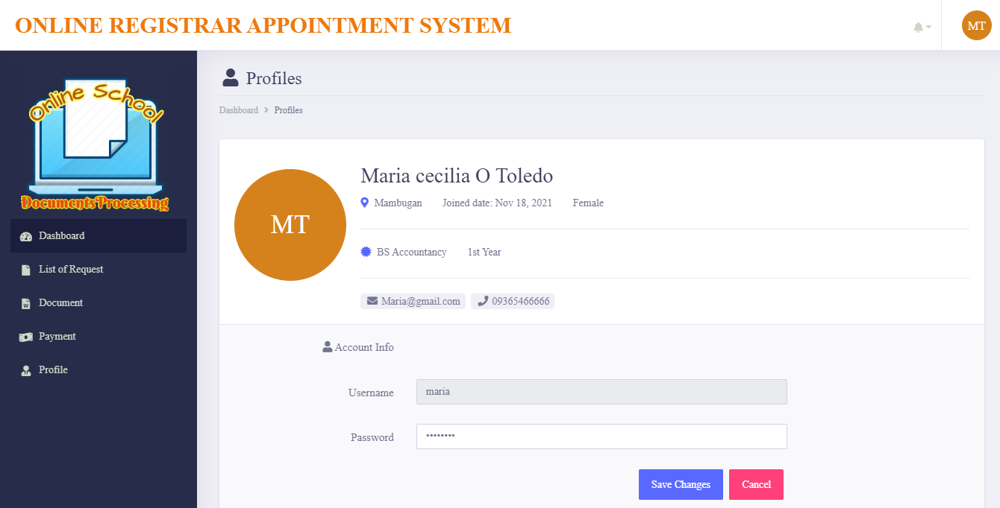 ONLINE REGISTRAR APPOINTMENT SYSTEM
MT
Online School
Documents Processing
Dashboard
List of Request
Document
Payment
Profile
Profiles
Dashboard > Profiles
MT
Maria cecilia O Toledo
Mambugan Joined date: Nov 18, 2021 Female
BS Accountancy 1st Year
Maria@gmail.com 09365466666
Account Info
Username maria
Password ••••••••
Save Changes Cancel